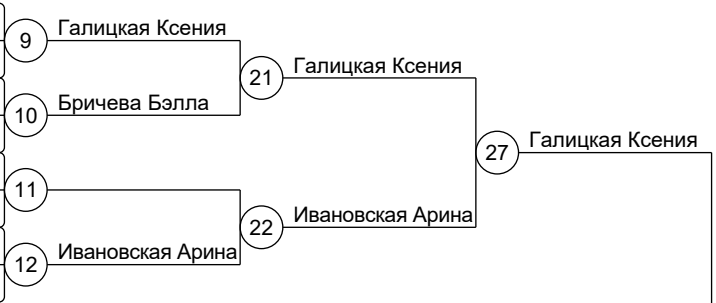 9 Галицкая Ксения
21 Галицкая Ксения
10 Бричева Бэлла
27 Галицкая Ксения
11
22 Ивановская Арина
12 Ивановская Арина